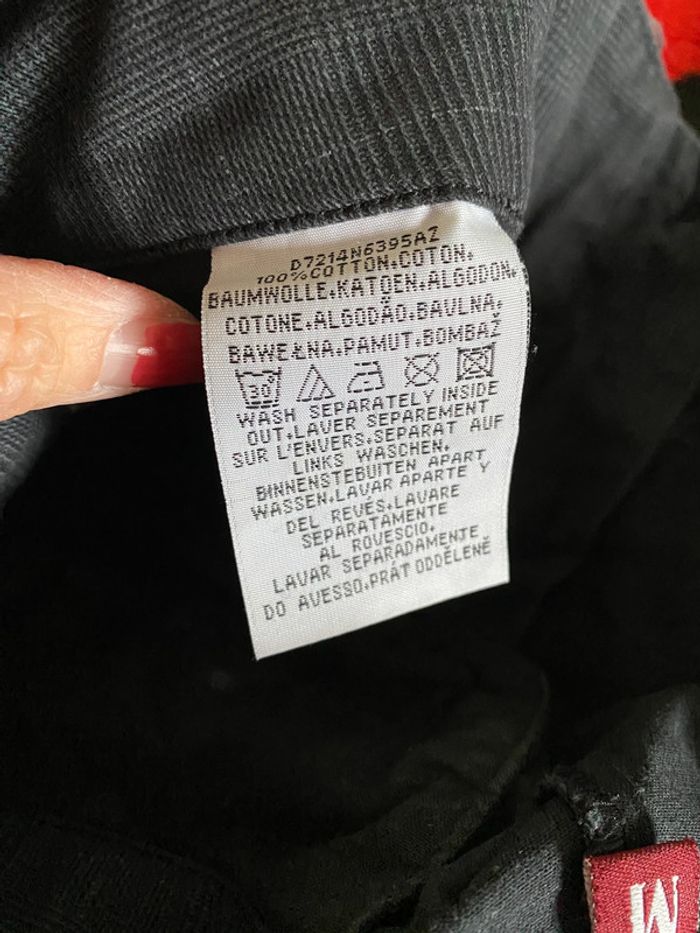 D7214N6395AZ
100%COTTON.COTON.
BAUMWOLLE.KATOEN.ALGODON.
COTONE.ALGODÃO.BAVLNA.
BAWEŁNA.PAMUT.BOMBAŽ
30°
WASH SEPARATELY INSIDE
OUT.LAVER SEPAREMENT
SUR L'ENVERS.SEPARAT AUF
LINKS WASCHEN.
BINNENSTEBUITEN APART
WASSEN.LAVAR APARTE Y
DEL REVÉS.LAVARE
SEPARATAMENTE
AL ROVESCIO.
LAVAR SEPARADAMENTE
DO AVESSO.PRÁT ODDĚLENĚ
M